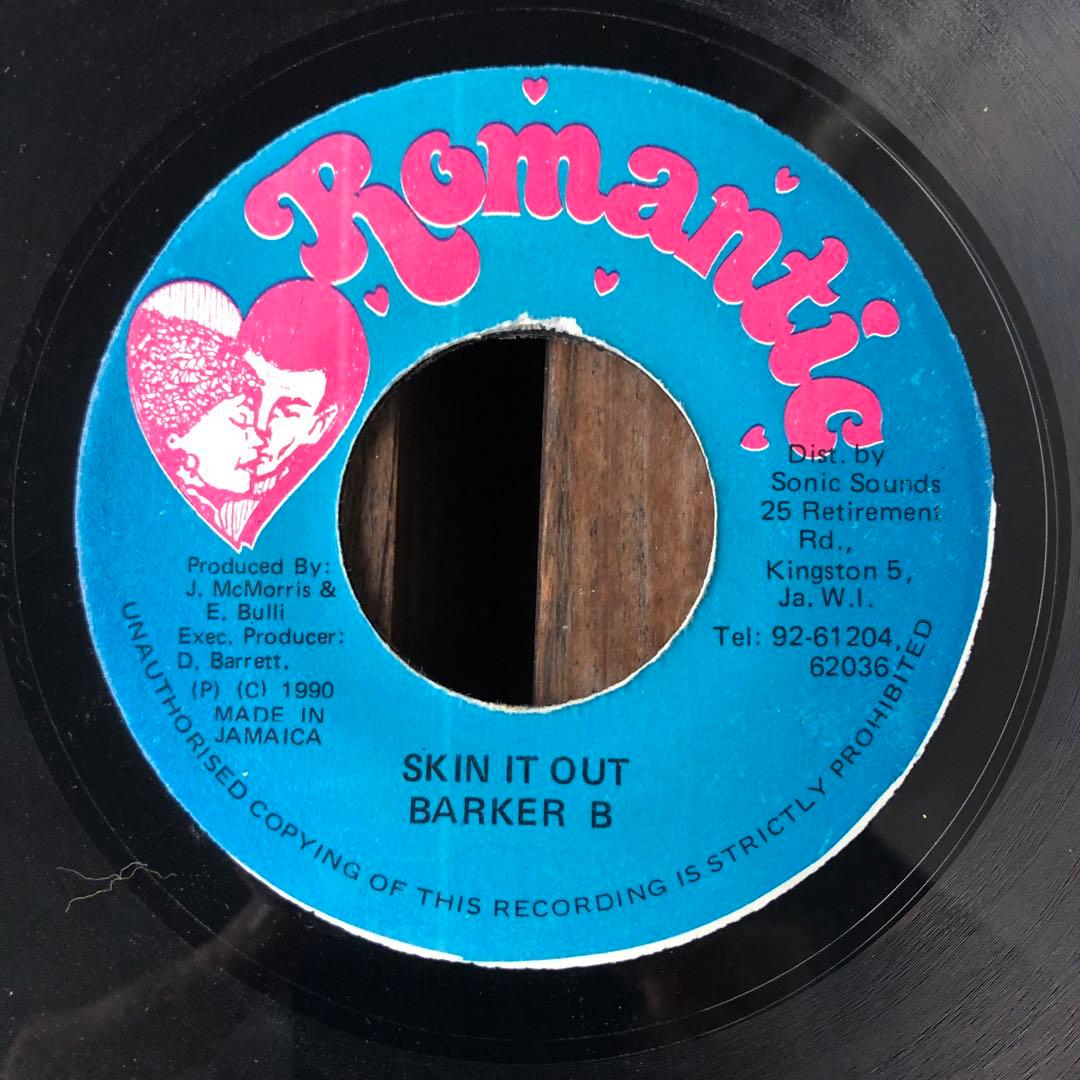 Romantic
Dist. by
Sonic Sounds
25 Retirement
Rd.,
Kingston 5,
Ja. W.I.
Tel: 92-61204,
62036
Produced By:
J. McMorris &
E. Bulli
Exec. Producer:
D. Barrett.
(P) (C) 1990
MADE IN
JAMAICA
SKIN IT OUT
BARKER B
UNAUTHORISED COPYING OF THIS RECORDING IS STRICTLY PROHIBITED